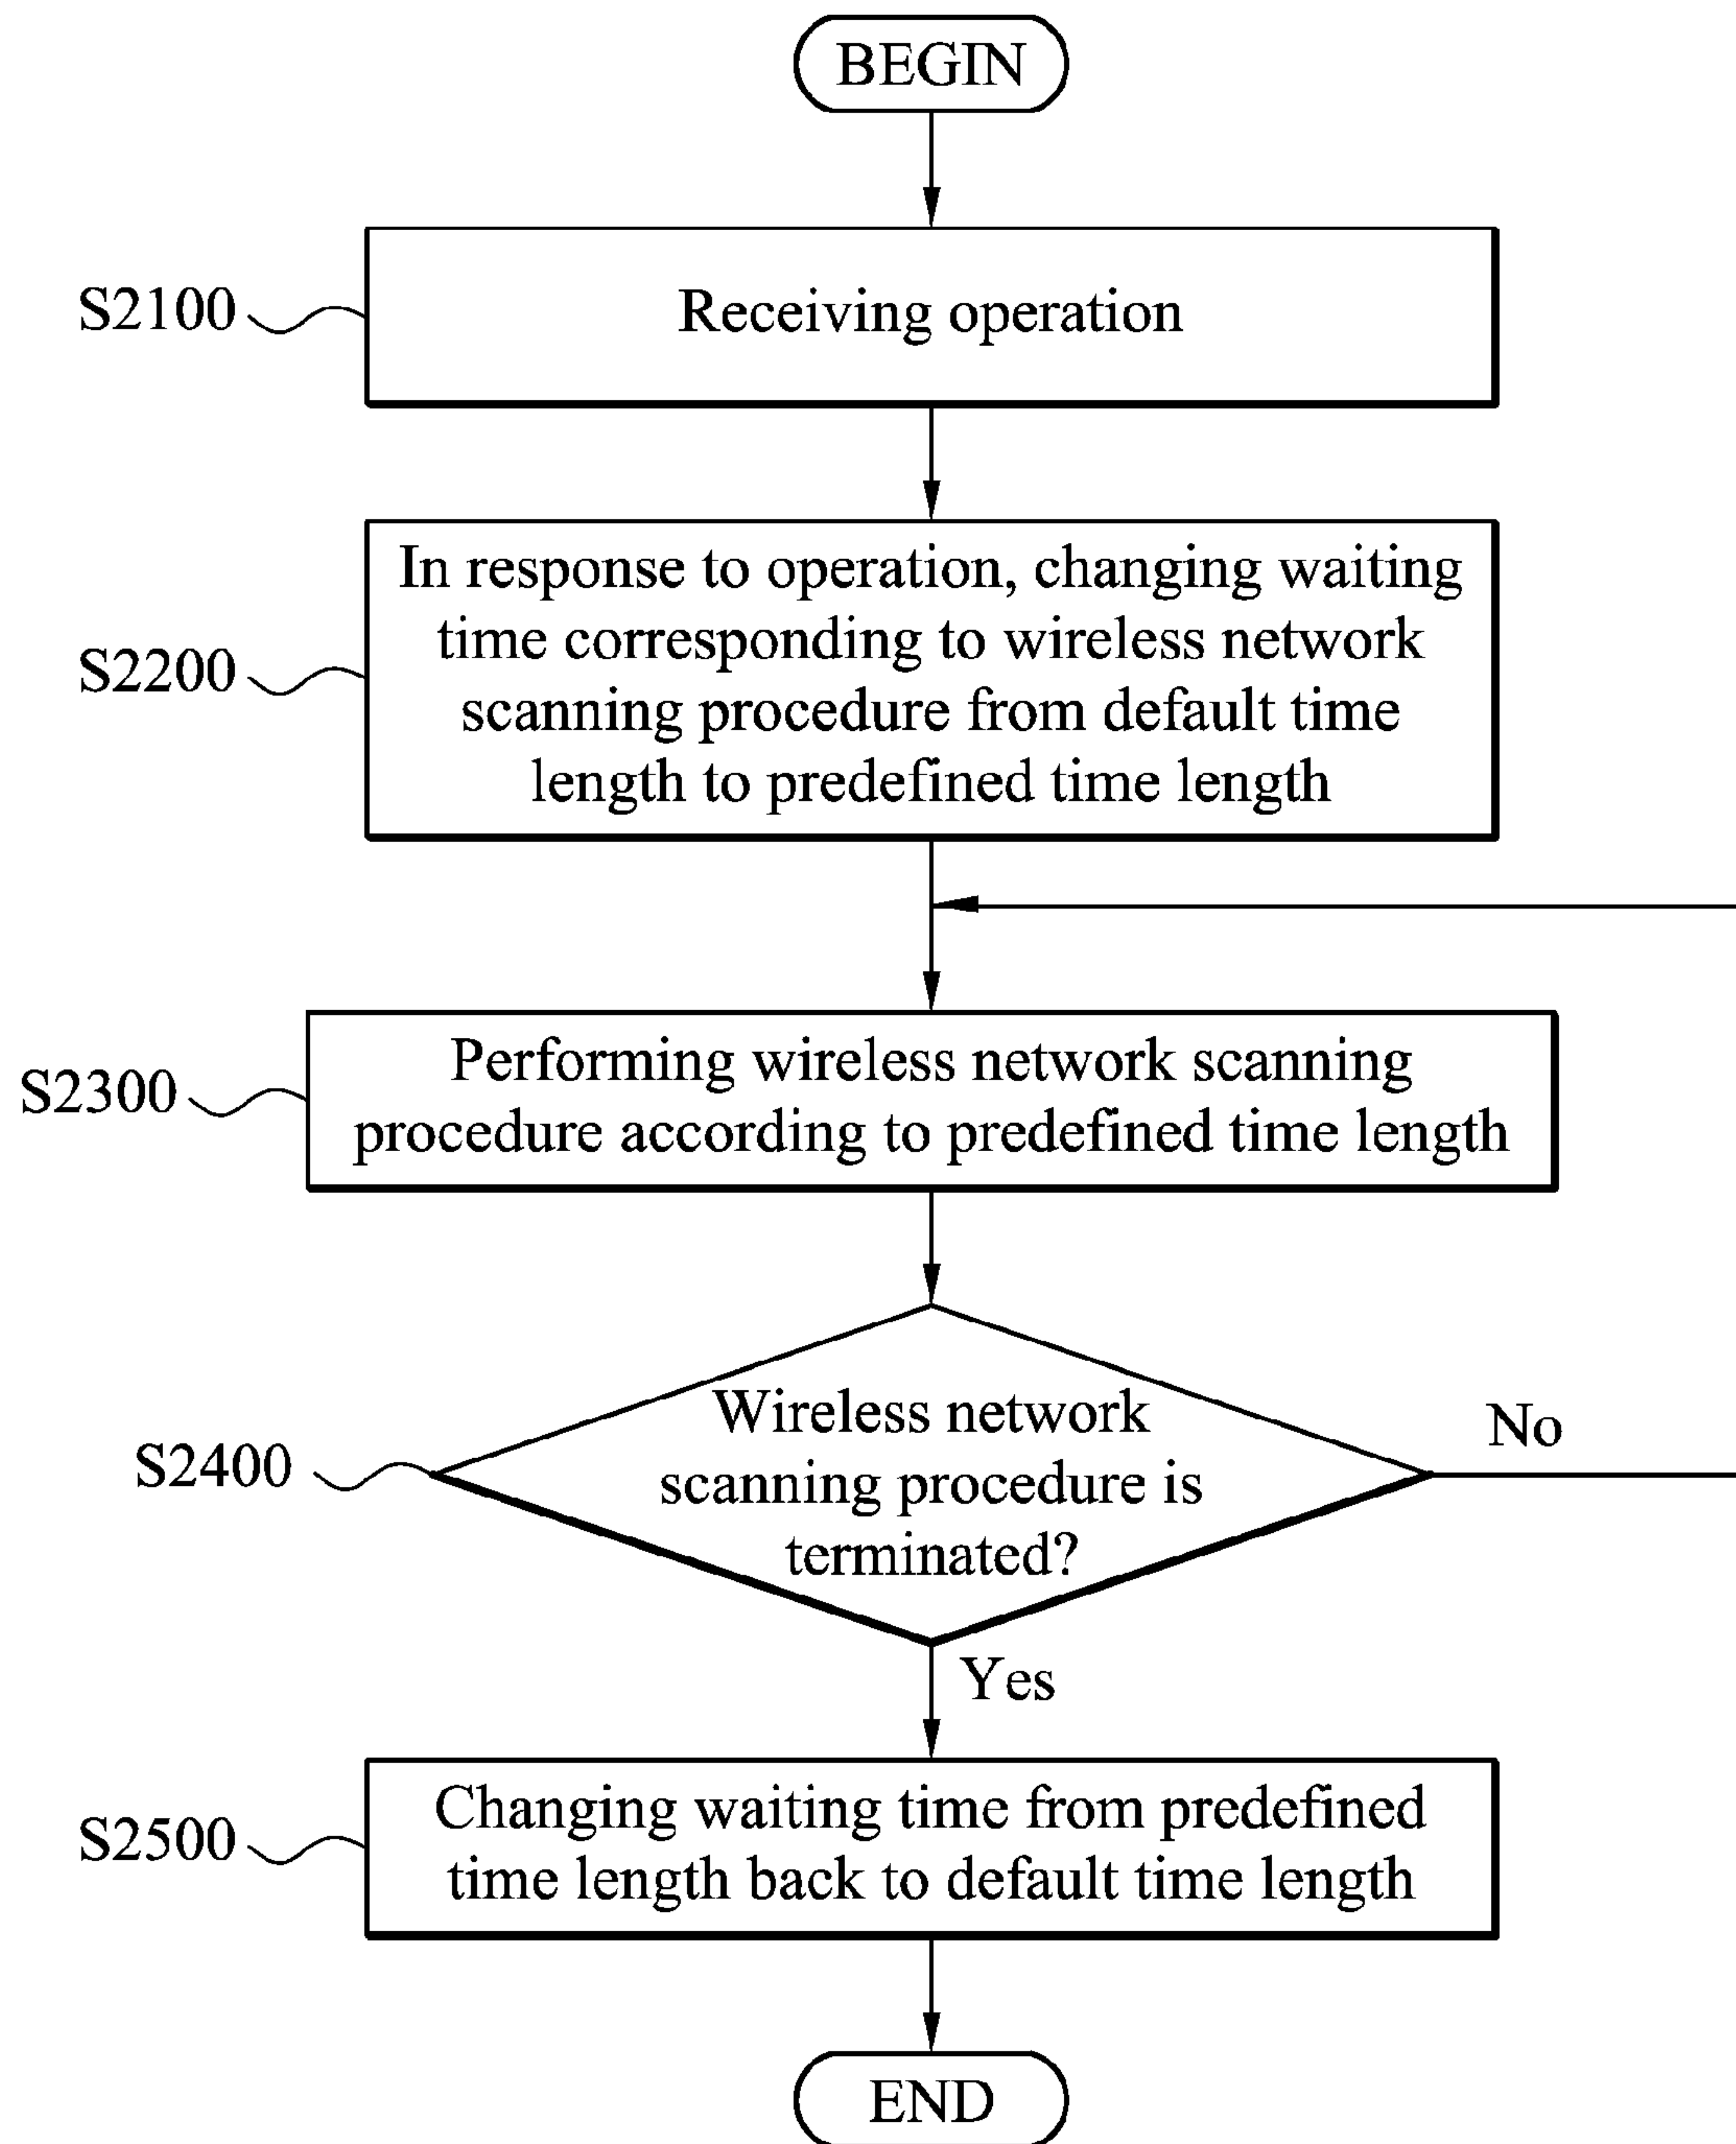 BEGIN
S2100
Receiving operation
S2200
In response to operation, changing waiting
time corresponding to wireless network
scanning procedure from default time
length to predefined time length
S2300
Performing wireless network scanning
procedure according to predefined time length
S2400
Wireless network
scanning procedure is
terminated?
No
Yes
S2500
Changing waiting time from predefined
time length back to default time length
END